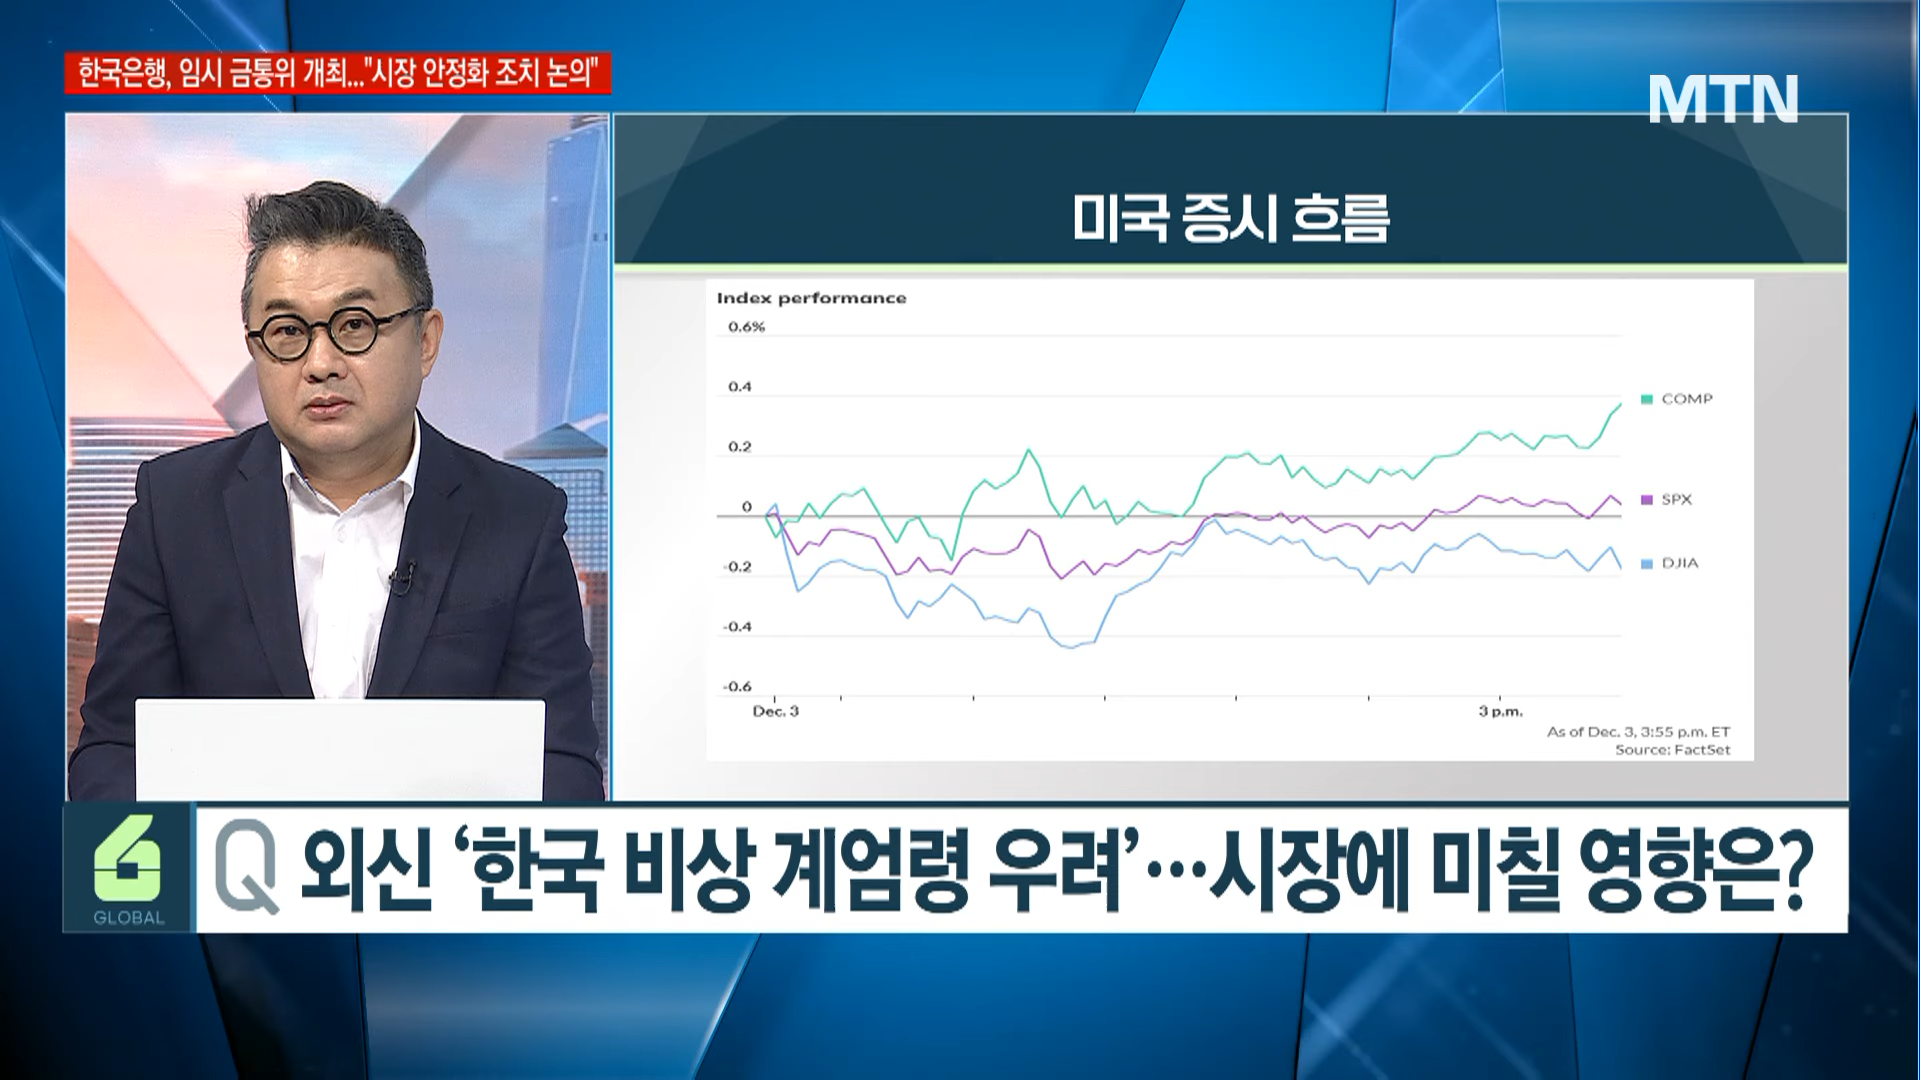 한국은행, 임시 금통위 개최..."시장 안정화 조치 논의"
MTN
미국 증시 흐름
Index performance
0.6%
0.4
0.2
0
-0.2
-0.4
-0.6
COMP
SPX
DJIA
Dec. 3
3 p.m.
As of Dec. 3, 3:55 p.m. ET
Source: FactSet
6
GLOBAL
Q 외신 ‘한국 비상 계엄령 우려’…시장에 미칠 영향은?